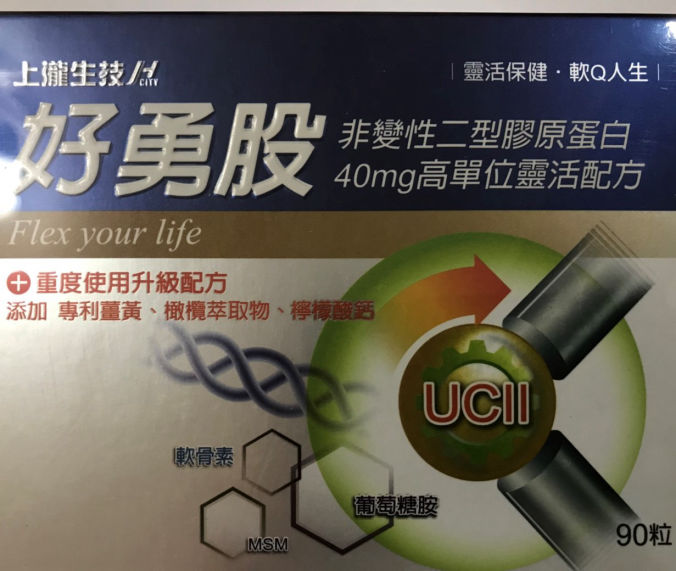 上瀧生技 H CITY
靈活保健·軟Q人生
好勇股
非變性二型膠原蛋白
40mg高單位靈活配方
Flex your life
重度使用升級配方
添加 專利薑黃、橄欖萃取物、檸檬酸鈣
UCII
軟骨素
葡萄糖胺
MSM
90粒